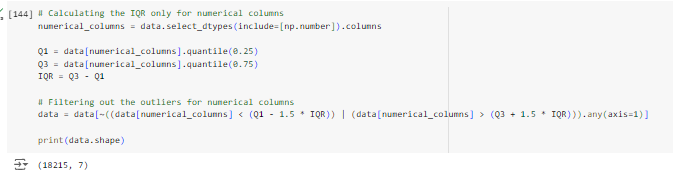 [144] # Calculating the IQR only for numerical columns
numerical_columns = data.select_dtypes(include=[np.number]).columns
Q1 = data[numerical_columns].quantile(0.25)
Q3 = data[numerical_columns].quantile(0.75)
IQR = Q3 - Q1
# Filtering out the outliers for numerical columns
data = data[~((data[numerical_columns] < (Q1 - 1.5 * IQR)) | (data[numerical_columns] > (Q3 + 1.5 * IQR))).any(axis=1)]
print(data.shape)
(18215, 7)